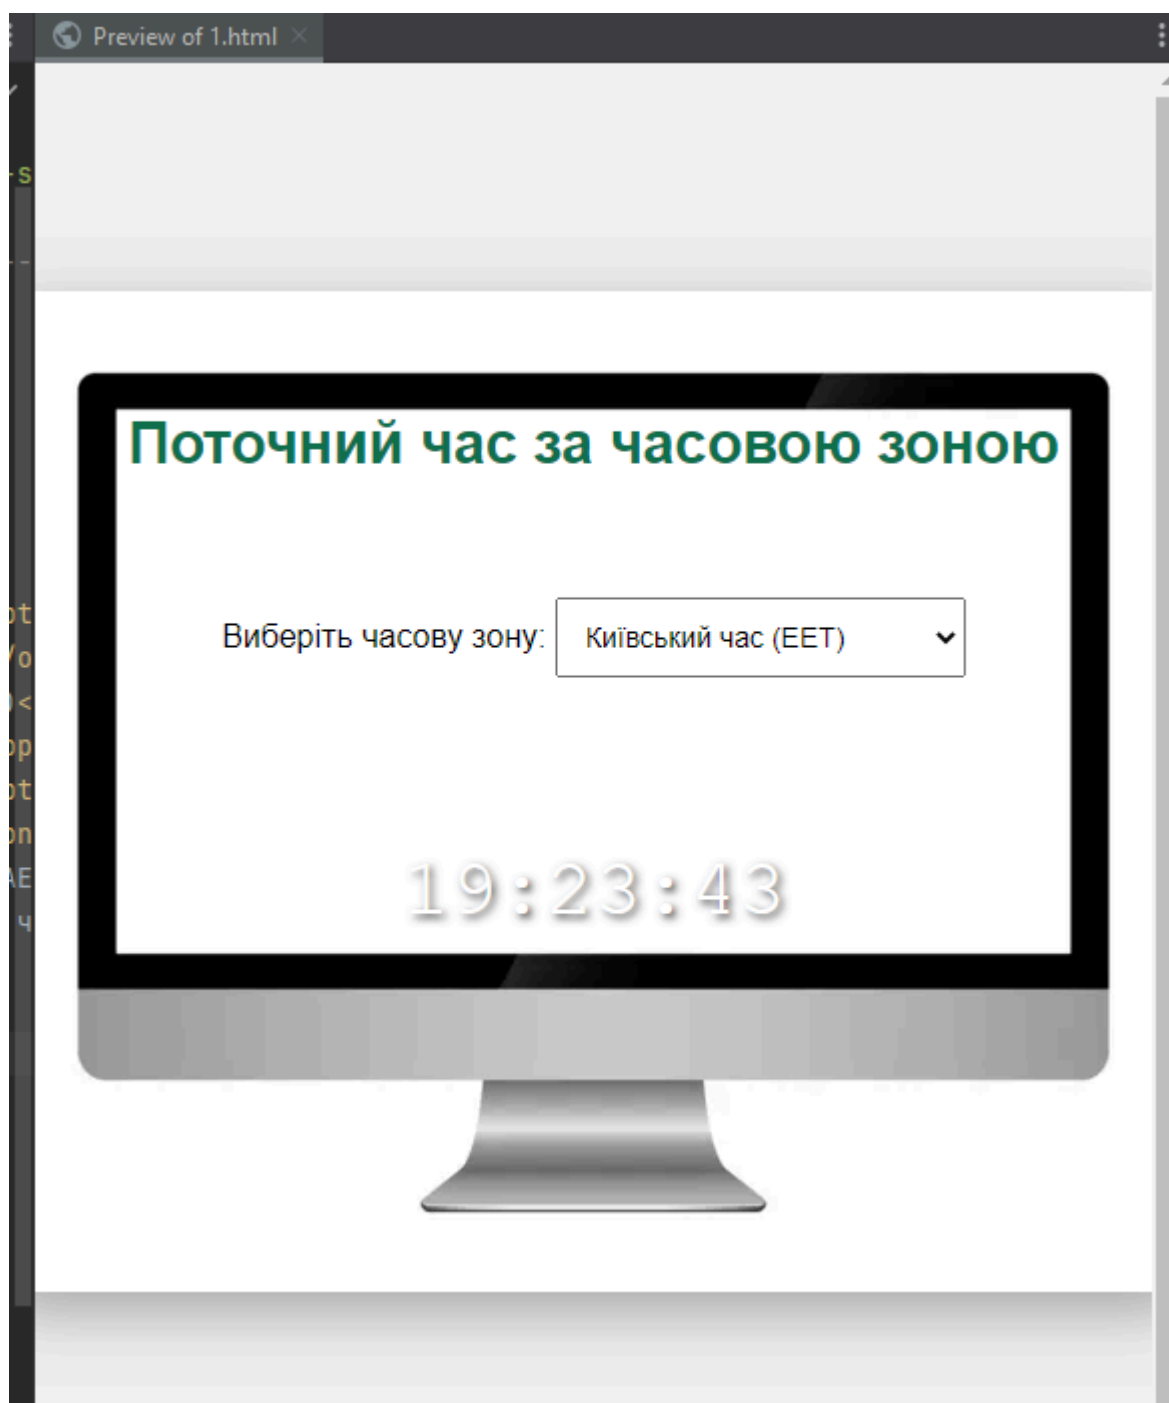 Preview of 1.html
Поточний час за часовою зоною
Виберіть часову зону: Київський час (EET)
19:23:43